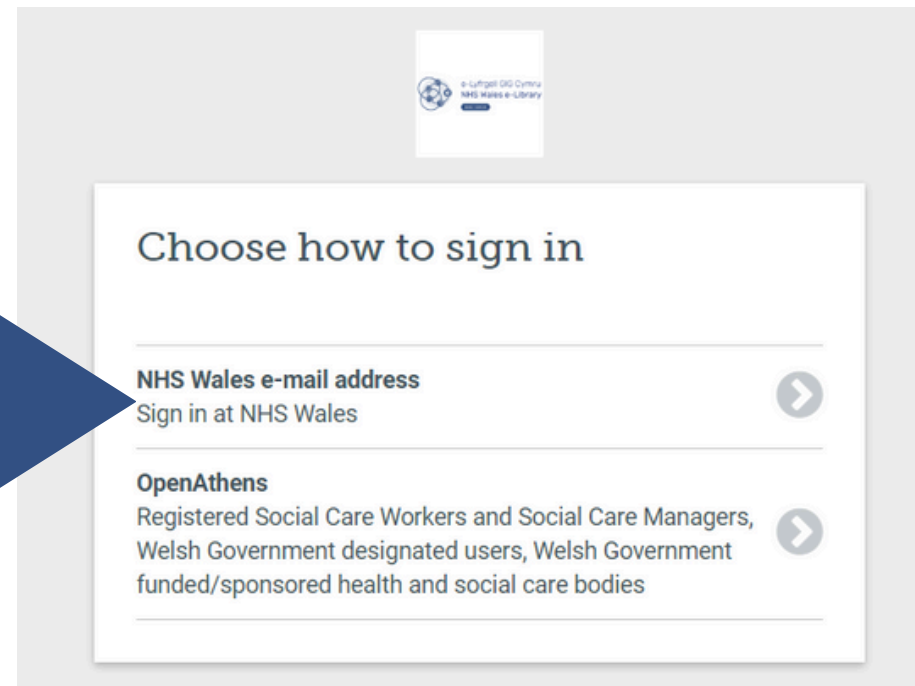 e-Lyfrgell GIG Cymru
NHS Wales e-Library
Choose how to sign in
NHS Wales e-mail address
Sign in at NHS Wales
OpenAthens
Registered Social Care Workers and Social Care Managers,
Welsh Government designated users, Welsh Government
funded/sponsored health and social care bodies